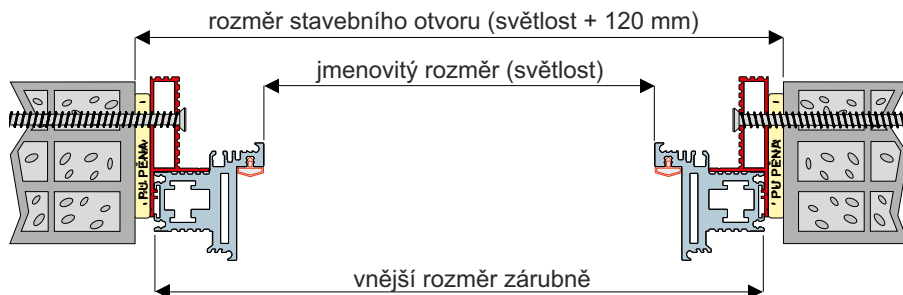 rozměr stavebního otvoru (světlost + 120 mm)
jmenovitý rozměr (světlost)
PU PĚNA
PU PĚNA
vnější rozměr zárubně